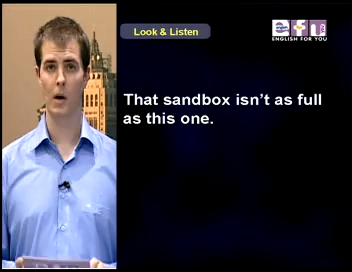 Look & Listen
efu
ENGLISH FOR YOU
That sandbox isn't as full
as this one.